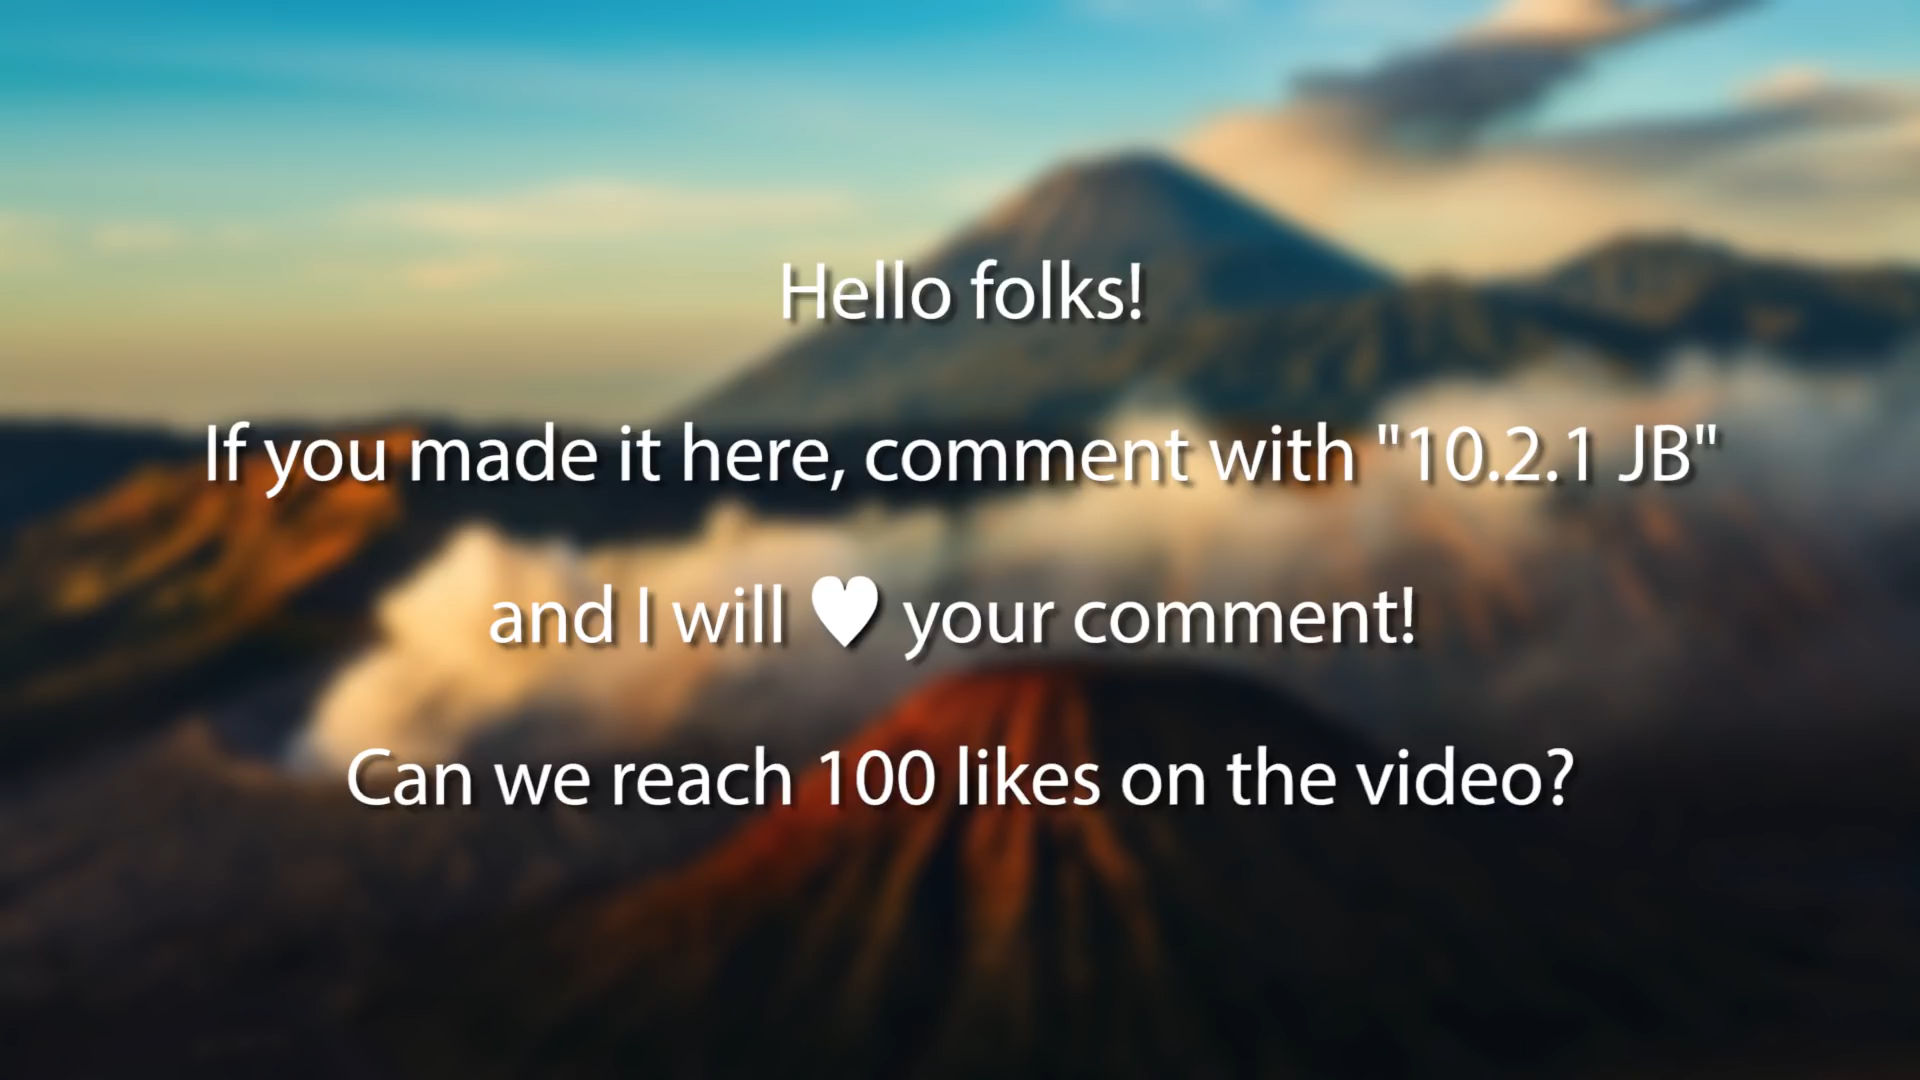 Hello folks!
If you made it here, comment with "10.2.1 JB"
and I will ♥ your comment!
Can we reach 100 likes on the video?